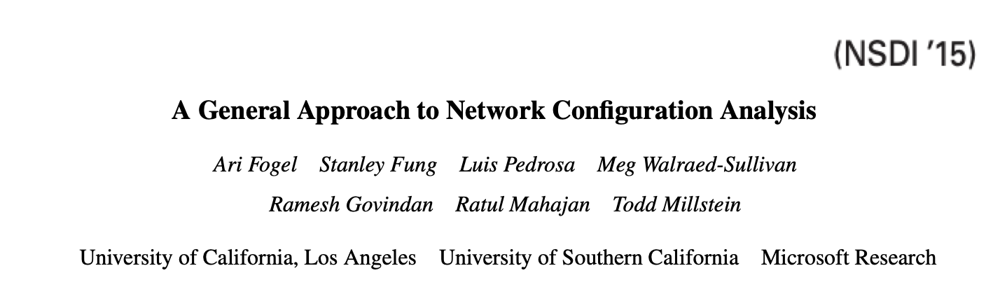 (NSDI ’15)
A General Approach to Network Configuration Analysis
Ari Fogel Stanley Fung Luis Pedrosa Meg Walraed-Sullivan
Ramesh Govindan Ratul Mahajan Todd Millstein
University of California, Los Angeles University of Southern California Microsoft Research